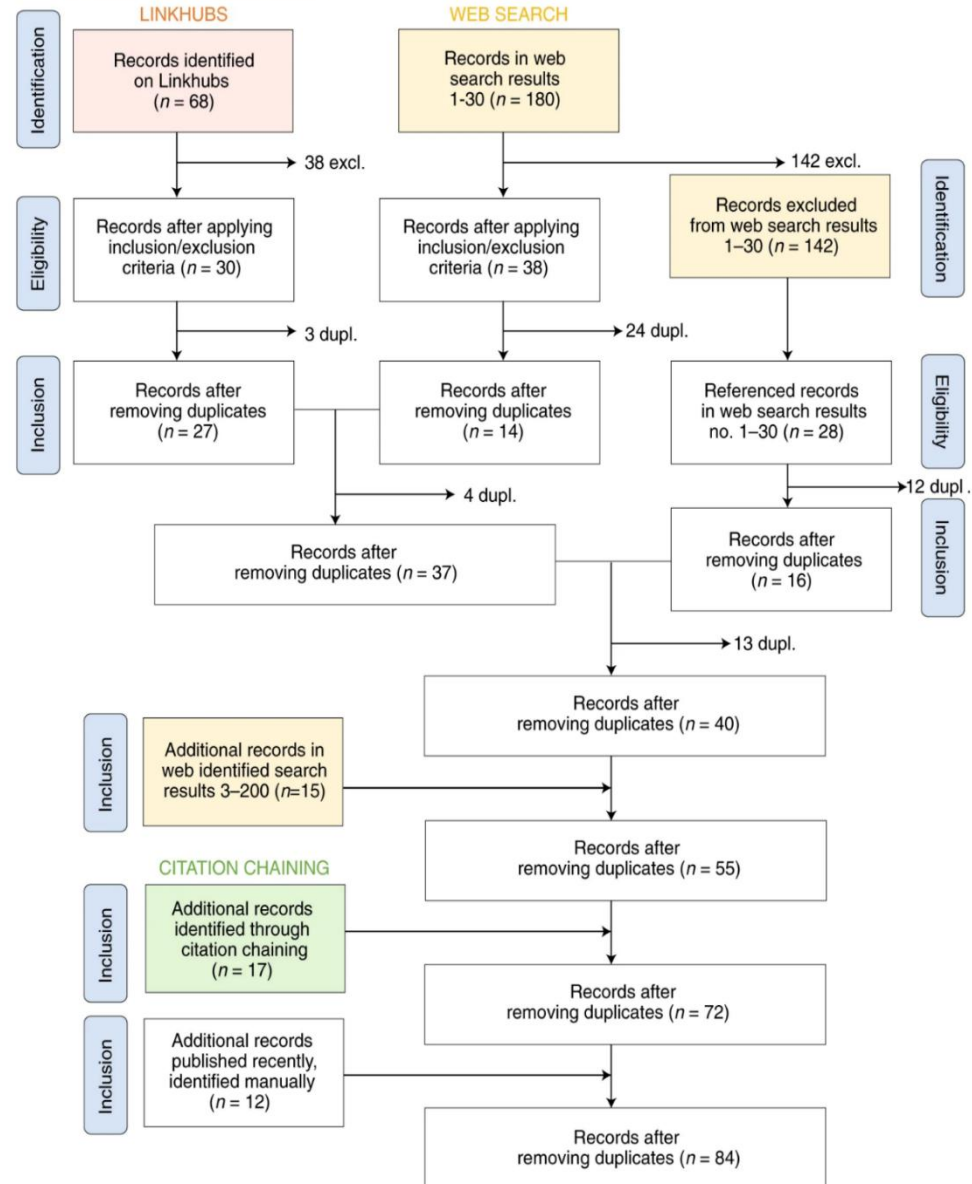 LINKHUBS
WEB SEARCH
Identification
Records identified
on Linkhubs
(n = 68)
Records in web
search results
1-30 (n = 180)
38 excl.
142 excl.
Eligibility
Records after applying
inclusion/exclusion
criteria (n = 30)
Records after applying
inclusion/exclusion
criteria (n = 38)
Records excluded
from web search results
1–30 (n = 142)
Identification
3 dupl.
24 dupl.
Inclusion
Records after
removing duplicates
(n = 27)
Records after
removing duplicates
(n = 14)
Referenced records
in web search results
no. 1–30 (n = 28)
Eligibility
4 dupl.
12 dupl .
Records after
removing duplicates (n = 37)
Records after
removing duplicates
(n = 16)
Inclusion
13 dupl.
Records after
removing duplicates (n = 40)
Inclusion
Additional records in
web identified search
results 3–200 (n=15)
Records after
removing duplicates (n = 55)
CITATION CHAINING
Inclusion
Additional records
identified through
citation chaining
(n = 17)
Records after
removing duplicates (n = 72)
Inclusion
Additional records
published recently,
identified manually
(n = 12)
Records after
removing duplicates (n = 84)